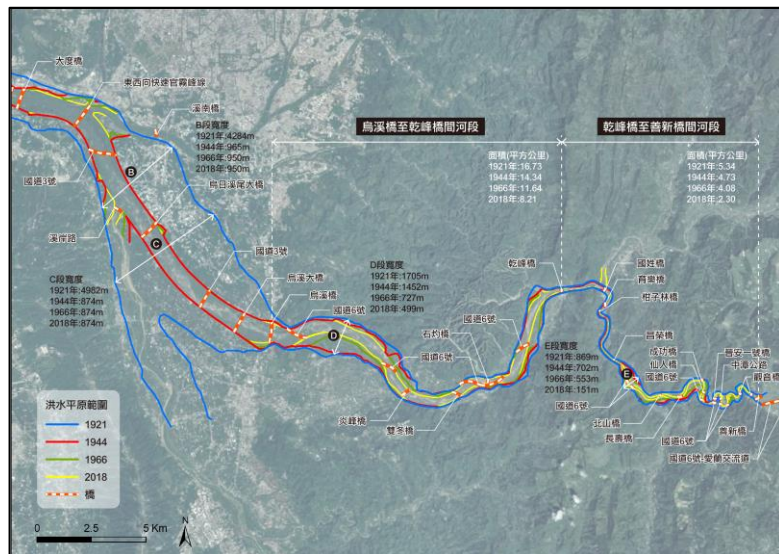 大度橋
東西向快速官霧峰線
溪南橋
B段寬度
1921年:4284m
1944年:965m
1966年:950m
2018年:950m
烏溪橋至乾峰橋間河段
乾峰橋至善新橋間河段
面積(平方公里)
1921年:16.73
1944年:14.34
1966年:11.64
2018年:8.21
面積(平方公里)
1921年:5.34
1944年:4.73
1966年:4.08
2018年:2.30
國道3號
B
烏日溪尾大橋
溪岸路
C
國道3號
C段寬度
1921年:4982m
1944年:874m
1966年:874m
2018年:874m
烏溪大橋
烏溪橋
國道6號
D段寬度
1921年:1705m
1944年:1452m
1966年:727m
2018年:499m
D
乾峰橋
國姓橋
育樂橋
柑子林橋
國道6號
石灼橋
國道6號
昌榮橋
成功橋
仙人橋
國道6號
愛安一號橋
中潭公路
觀音橋
E段寬度
1921年:869m
1944年:702m
1966年:553m
2018年:151m
E
國道6號
炎峰橋
雙冬橋
北山橋
長壽橋
國道6號
善新橋
國道6號-愛蘭交流道
洪水平原範圍
1921
1944
1966
2018
橋
0 2.5 5 Km
N